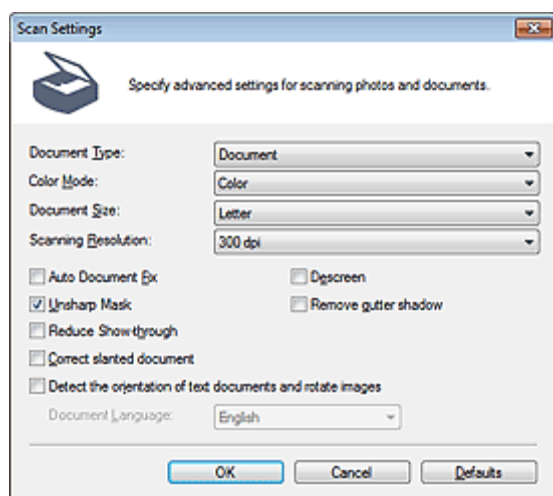 Scan Settings
Specify advanced settings for scanning photos and documents.
Document Type: Document
Color Mode: Color
Document Size: Letter
Scanning Resolution: 300 dpi
Auto Document Fix Descreen
Unsharp Mask Remove gutter shadow
Reduce Show-through
Correct slanted document
Detect the orientation of text documents and rotate images
Document Language: English
OK Cancel Defaults